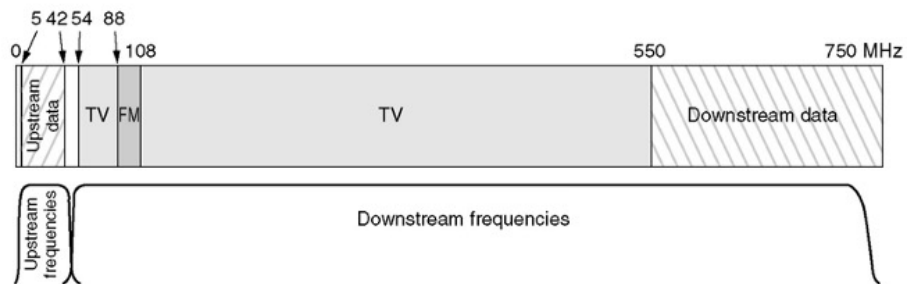 5 42 54 88
0 108 550 750 MHz
Upstream
data
TV FM TV Downstream data
Upstream
frequencies
Downstream frequencies